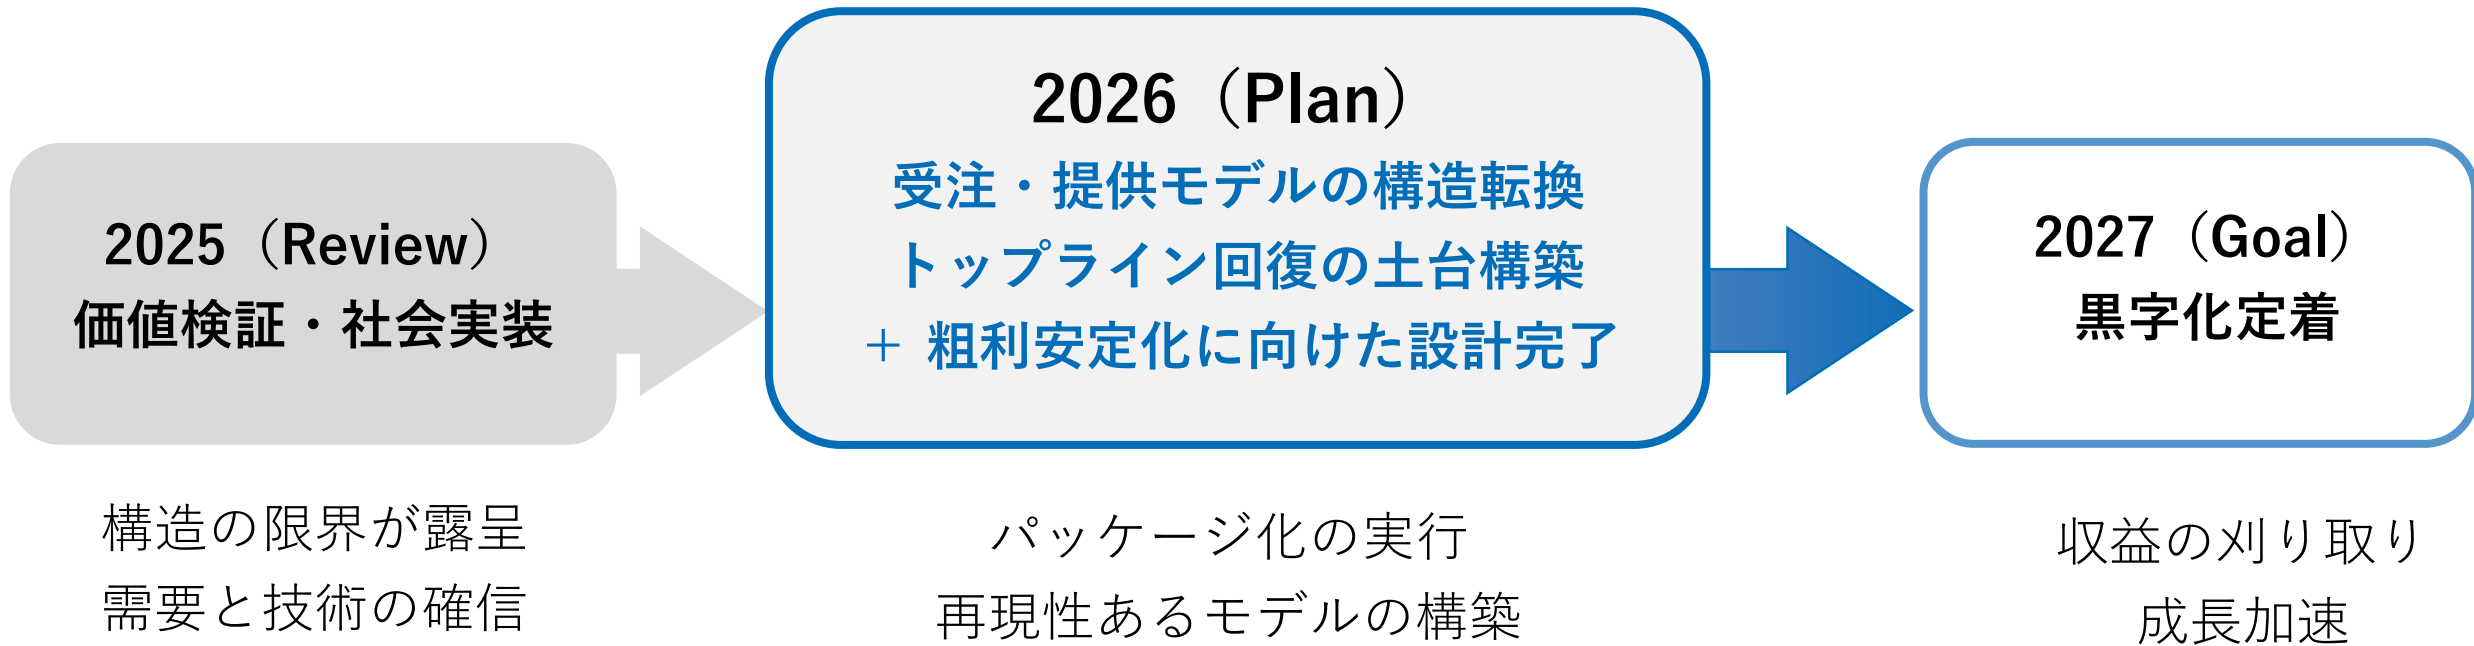 2025（Review）
価値検証・社会実装
構造の限界が露呈
需要と技術の確信
2026（Plan）
受注・提供モデルの構造転換
トップライン回復の土台構築
＋ 粗利安定化に向けた設計完了
パッケージ化の実行
再現性あるモデルの構築
2027（Goal）
黒字化定着
収益の刈り取り
成長加速